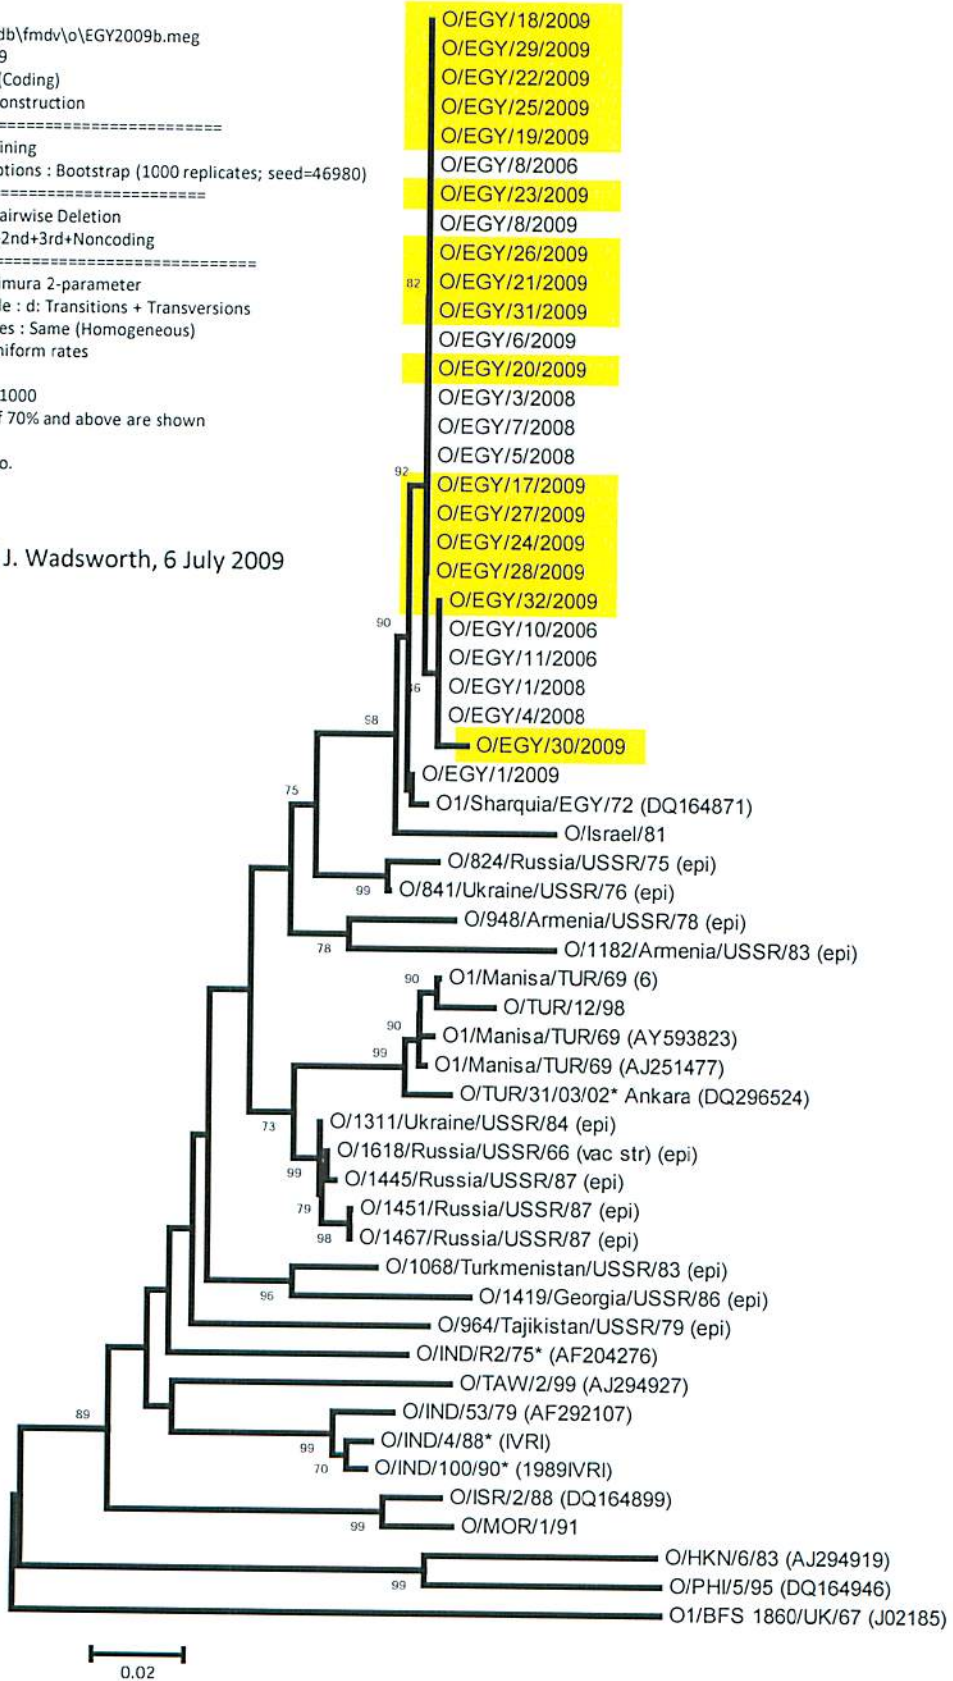 db\fmdv\o\EGY2009b.meg
9
(Coding)
onstruction
=========================
ining
ptions : Bootstrap (1000 replicates; seed=46980)
=======================
airwise Deletion
2nd+3rd+Noncoding
=============================
imura 2-parameter
le : d: Transitions + Transversions
es : Same (Homogeneous)
niform rates
1000
f 70% and above are shown
o.
J. Wadsworth, 6 July 2009
O/EGY/18/2009
O/EGY/29/2009
O/EGY/22/2009
O/EGY/25/2009
O/EGY/19/2009
O/EGY/8/2006
O/EGY/23/2009
O/EGY/8/2009
O/EGY/26/2009
82
O/EGY/21/2009
O/EGY/31/2009
O/EGY/6/2009
O/EGY/20/2009
O/EGY/3/2008
O/EGY/7/2008
O/EGY/5/2008
92
O/EGY/17/2009
O/EGY/27/2009
O/EGY/24/2009
O/EGY/28/2009
O/EGY/32/2009
90
O/EGY/10/2006
O/EGY/11/2006
O/EGY/1/2008
O/EGY/4/2008
98
O/EGY/30/2009
O/EGY/1/2009
75
O1/Sharquia/EGY/72 (DQ164871)
O/Israel/81
O/824/Russia/USSR/75 (epi)
99
O/841/Ukraine/USSR/76 (epi)
O/948/Armenia/USSR/78 (epi)
78
O/1182/Armenia/USSR/83 (epi)
90
O1/Manisa/TUR/69 (6)
O/TUR/12/98
90
O1/Manisa/TUR/69 (AY593823)
99
O1/Manisa/TUR/69 (AJ251477)
O/TUR/31/03/02* Ankara (DQ296524)
73
O/1311/Ukraine/USSR/84 (epi)
O/1618/Russia/USSR/66 (vac str) (epi)
99
O/1445/Russia/USSR/87 (epi)
79
O/1451/Russia/USSR/87 (epi)
98
O/1467/Russia/USSR/87 (epi)
O/1068/Turkmenistan/USSR/83 (epi)
96
O/1419/Georgia/USSR/86 (epi)
O/964/Tajikistan/USSR/79 (epi)
O/IND/R2/75* (AF204276)
O/TAW/2/99 (AJ294927)
89
O/IND/53/79 (AF292107)
99
O/IND/4/88* (IVRI)
70
O/IND/100/90* (1989IVRI)
O/ISR/2/88 (DQ164899)
99
O/MOR/1/91
O/HKN/6/83 (AJ294919)
99
O/PHI/5/95 (DQ164946)
O1/BFS 1860/UK/67 (J02185)
0.02